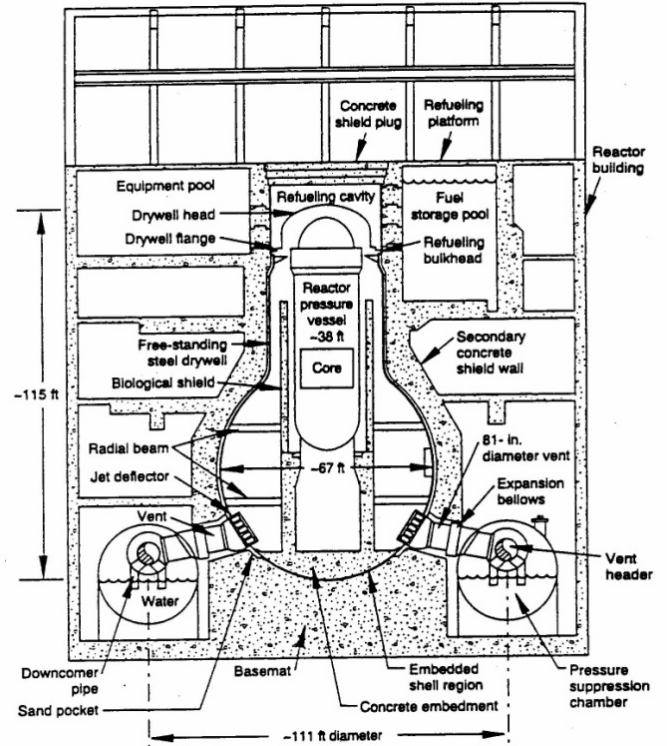 Concrete
shield plug
Refueling
platform
Reactor
building
Equipment pool
Refueling cavity
Fuel
storage pool
Drywell head
Drywell flange
Refueling
bulkhead
Reactor
pressure
vessel
~38 ft
Core
Free-standing
steel drywell
Biological shield
Secondary
concrete
shield wall
~115 ft
Radial beam
~67 ft
81- in.
diameter vent
Jet deflector
Expansion
bellows
Vent
Vent
header
Water
Downcomer
pipe
Basemat
Embedded
shell region
Pressure
suppression
chamber
Sand pocket
Concrete embedment
~111 ft diameter